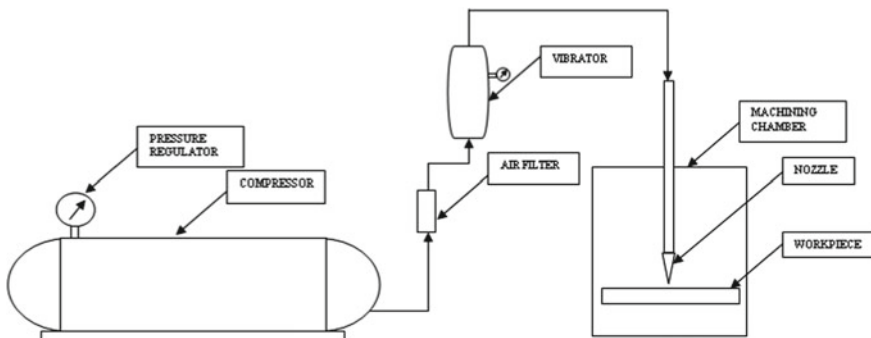 VIBRATOR
MACHINING
CHAMBER
PRESSURE
REGULATOR
AIR FILTER
NOZZLE
COMPRESSOR
WORKPIECE